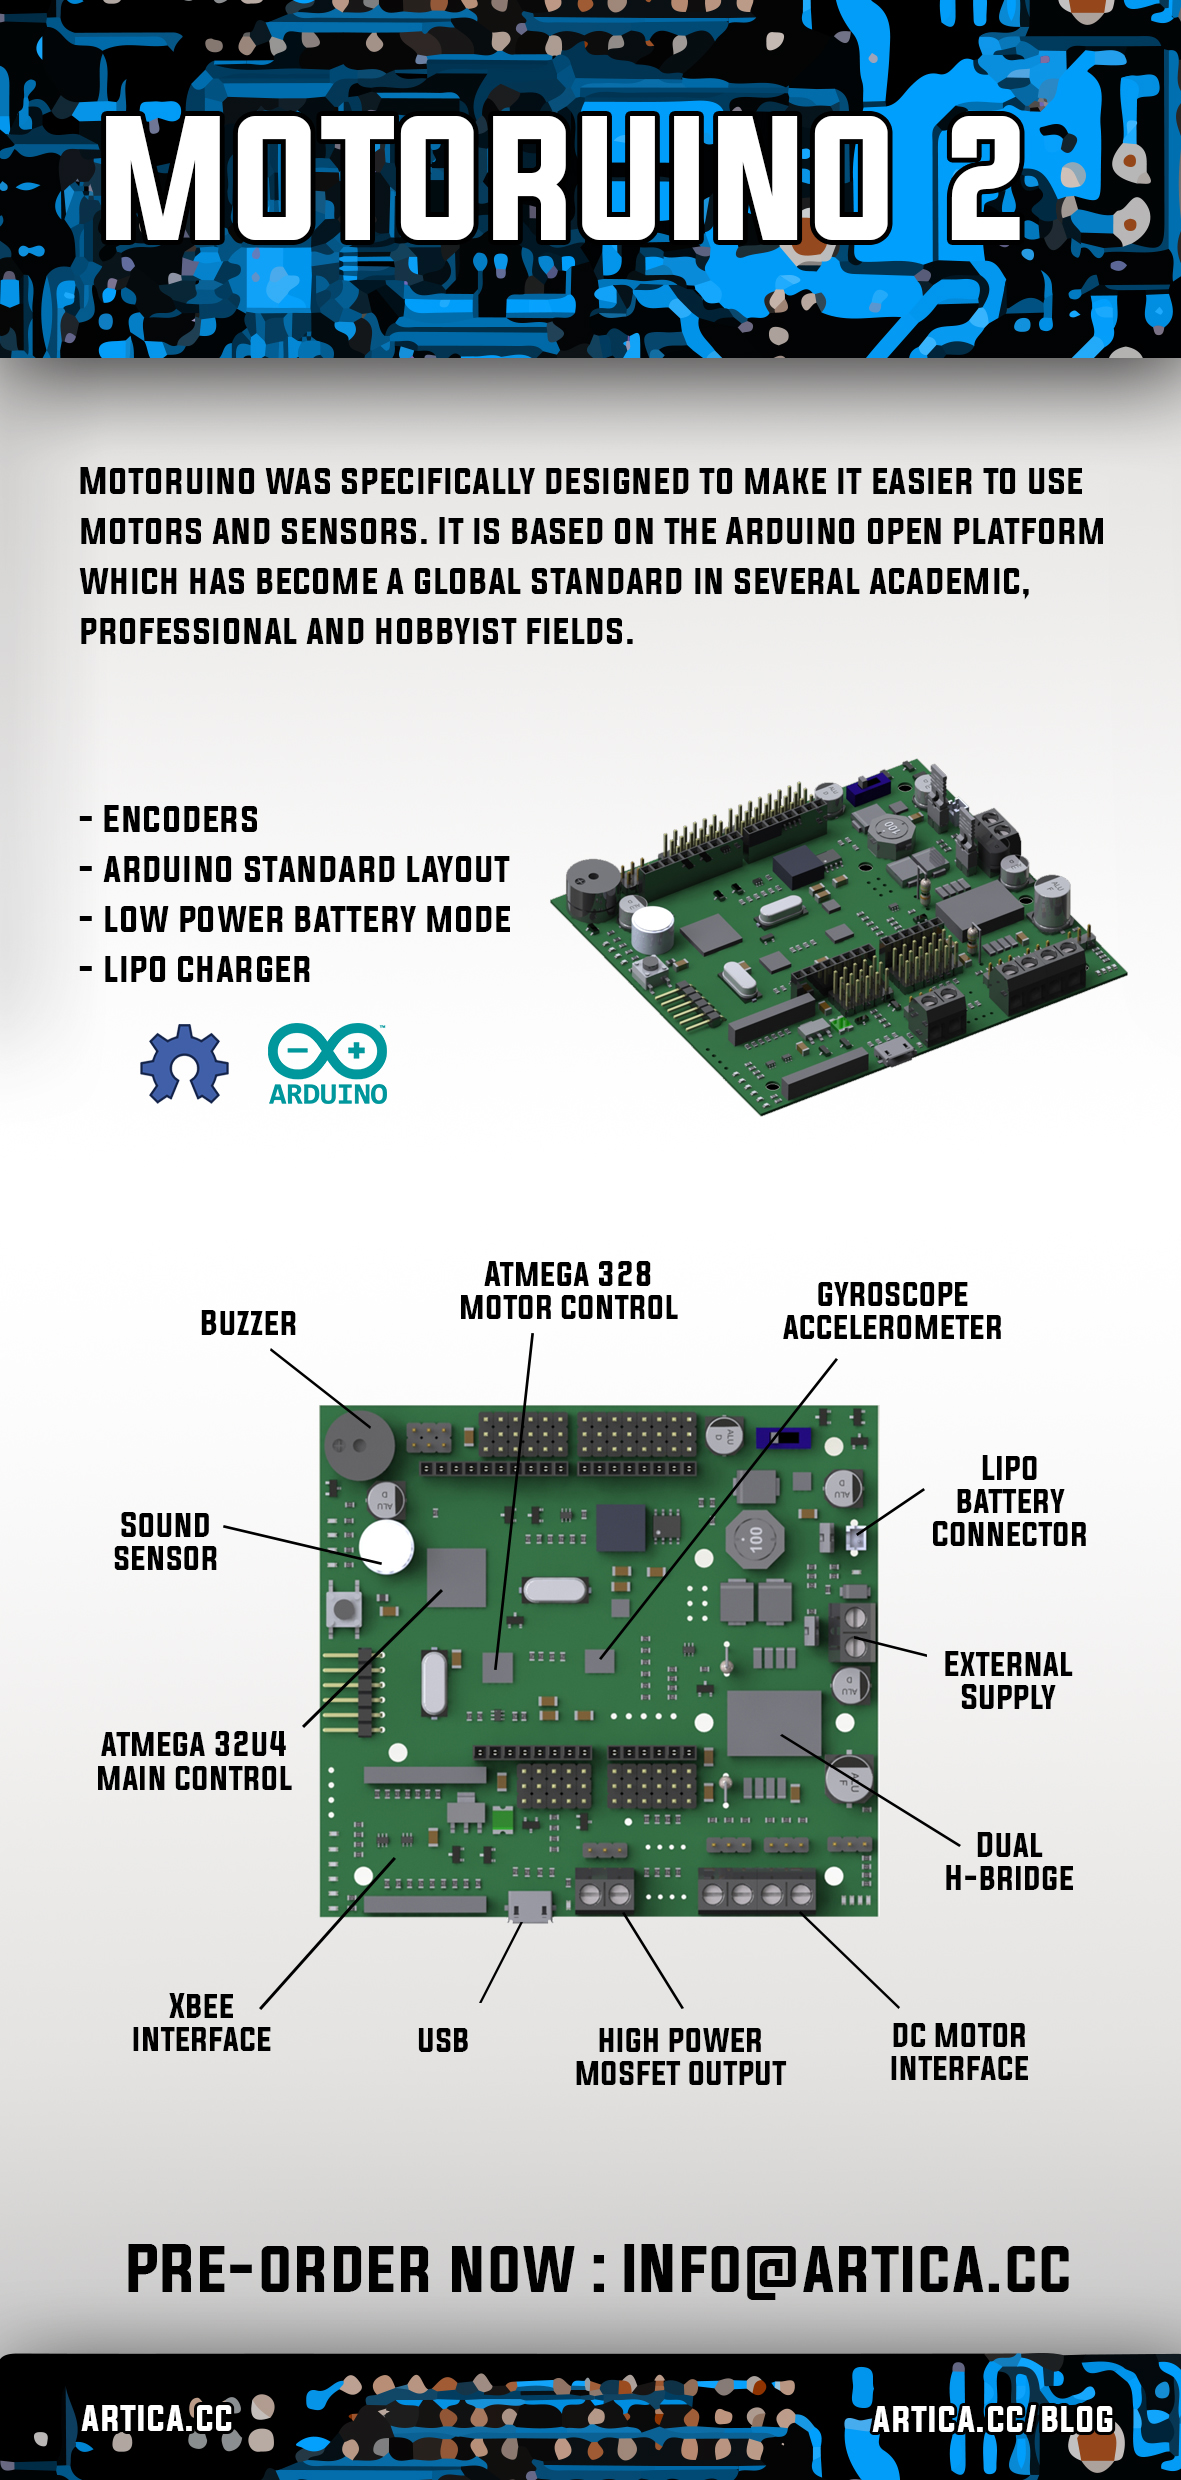 MOTORUINO 2
MOTORUINO WAS SPECIFICALLY DESIGNED TO MAKE IT EASIER TO USE
MOTORS AND SENSORS. IT IS BASED ON THE ARDUINO OPEN PLATFORM
WHICH HAS BECOME A GLOBAL STANDARD IN SEVERAL ACADEMIC,
PROFESSIONAL AND HOBBYIST FIELDS.
- ENCODERS
- ARDUINO STANDARD LAYOUT
- LOW POWER BATTERY MODE
- LIPO CHARGER
ARDUINO
ATMEGA 328
MOTOR CONTROL
GYROSCOPE
ACCELEROMETER
BUZZER
LIPO
BATTERY
CONNECTOR
SOUND
SENSOR
100
EXTERNAL
SUPPLY
ATMEGA 32U4
MAIN CONTROL
DUAL
H-BRIDGE
XBEE
INTERFACE
USB
HIGH POWER
MOSFET OUTPUT
DC MOTOR
INTERFACE
PRE-ORDER NOW : INFO@ARTICA.CC
ARTICA.CC
ARTICA.CC/BLOG